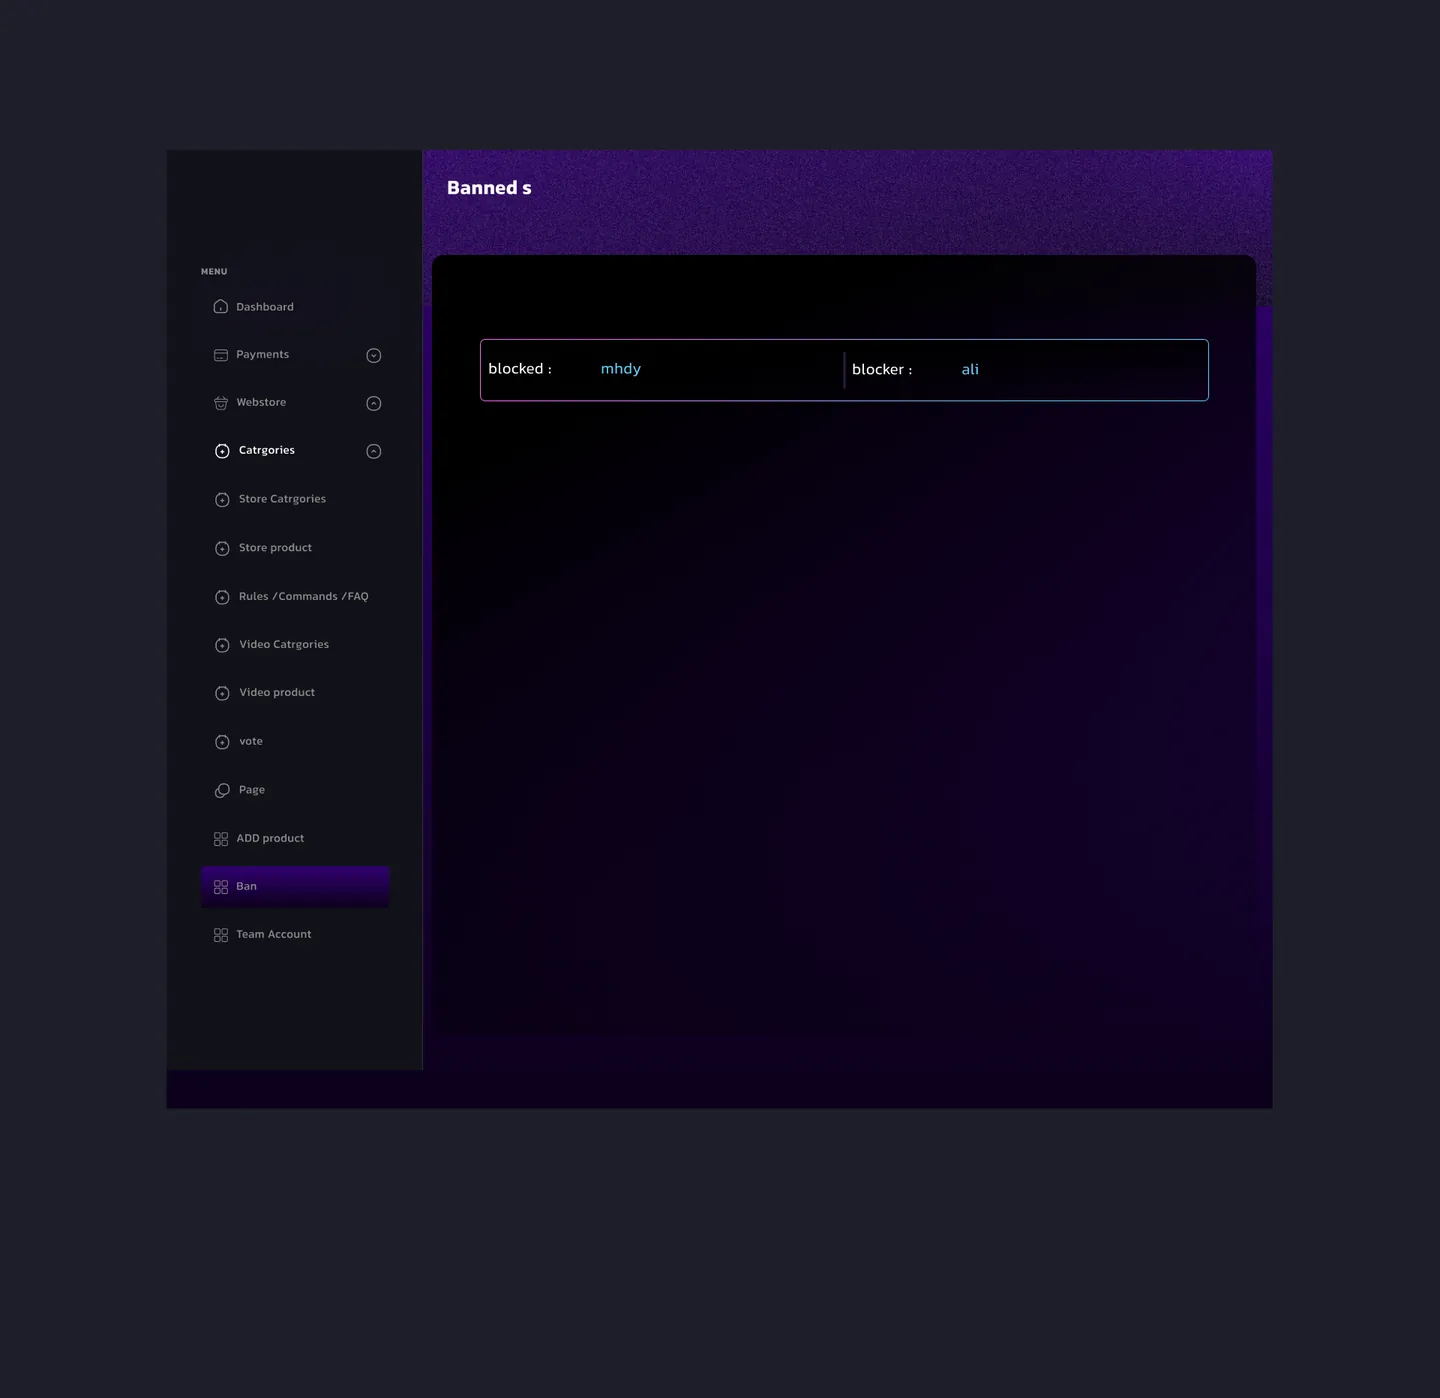 Banned s
MENU
Dashboard
Payments
Webstore
Catrgories
Store Catrgories
Store product
Rules /Commands /FAQ
Video Catrgories
Video product
vote
Page
ADD product
Ban
Team Account
blocked : mhdy
blocker : ali